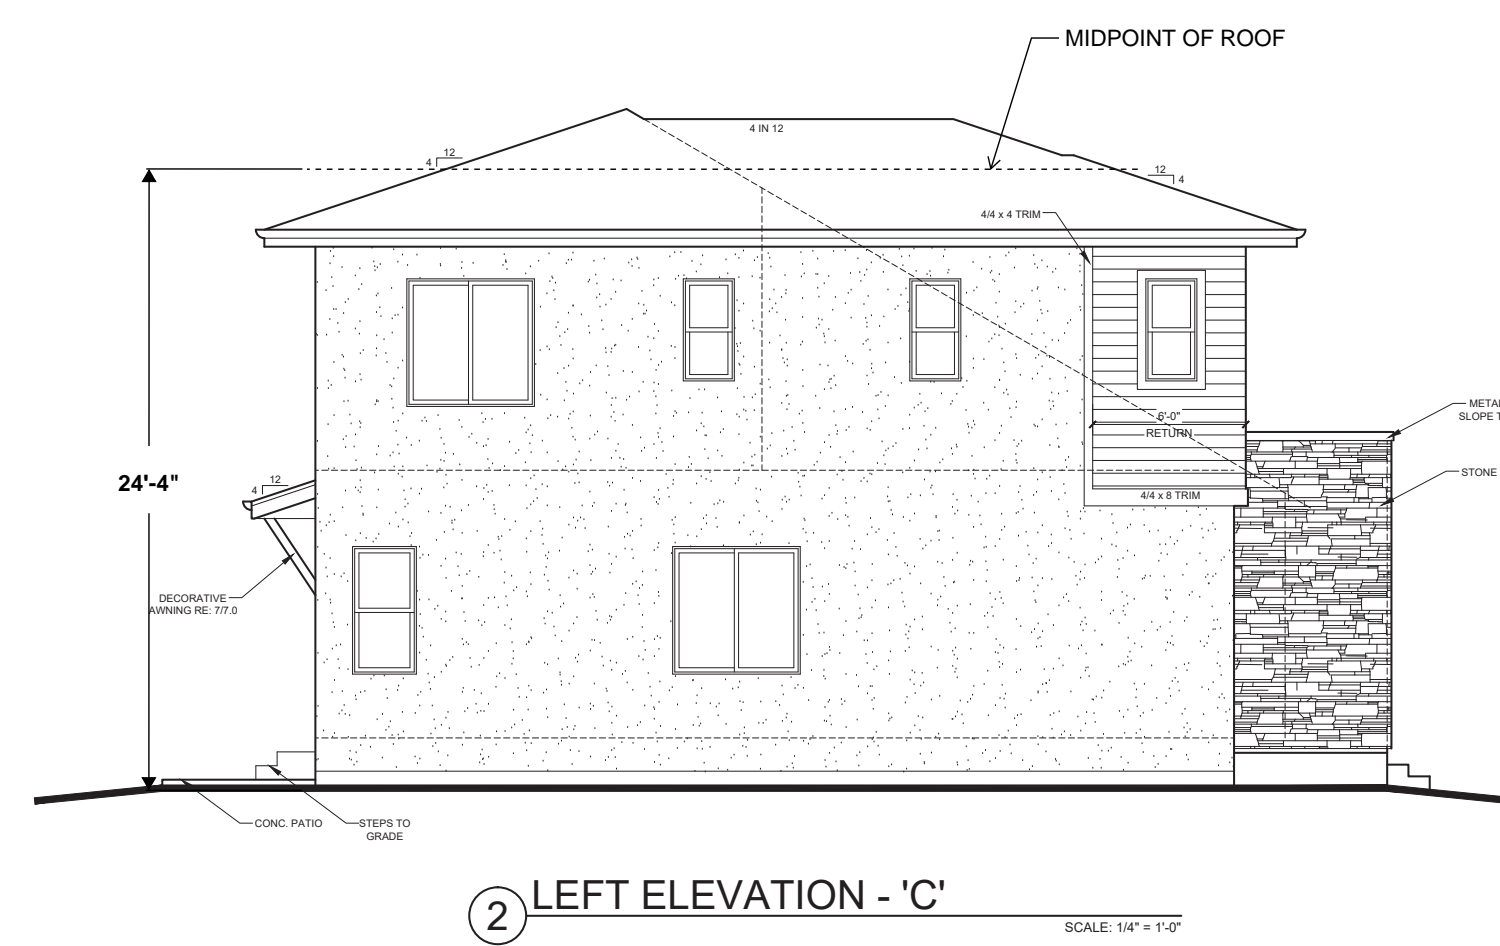 MIDPOINT OF ROOF
4 IN 12
12
4
12
4
4/4 x 4 TRIM
6'-0"
RETURN
META
SLOPE T
STONE
24'-4"
12
4
4/4 x 8 TRIM
DECORATIVE
AWNING RE: 7/7.0
CONC. PATIO
STEPS TO
GRADE
2
LEFT ELEVATION - 'C'
SCALE: 1/4" = 1'-0"